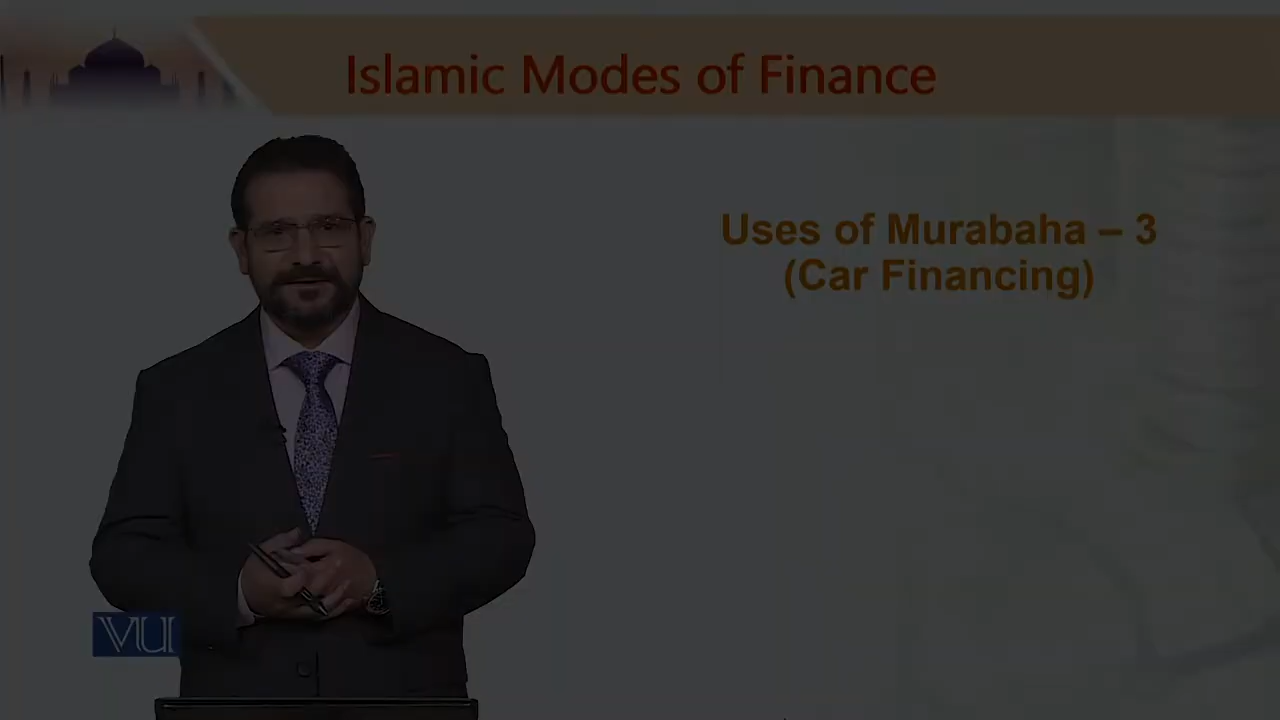 Islamic Modes of Finance
Uses of Murabaha – 3
(Car Financing)
VU